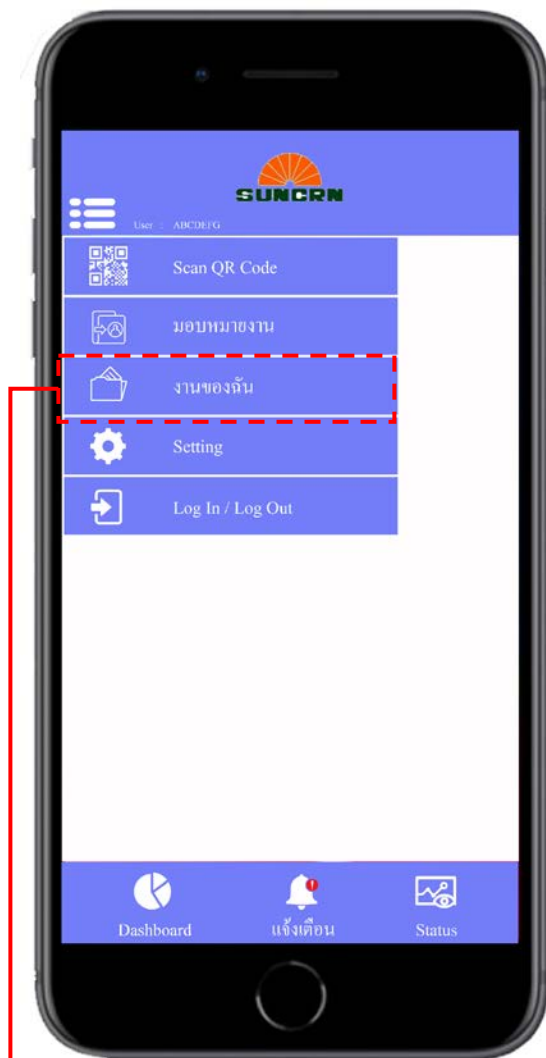 SUNCRN
User : ABCDEFG
Scan QR Code
มอบหมายงาน
งานของฉัน
Setting
Log In / Log Out
Dashboard
แจ้งเตือน
Status